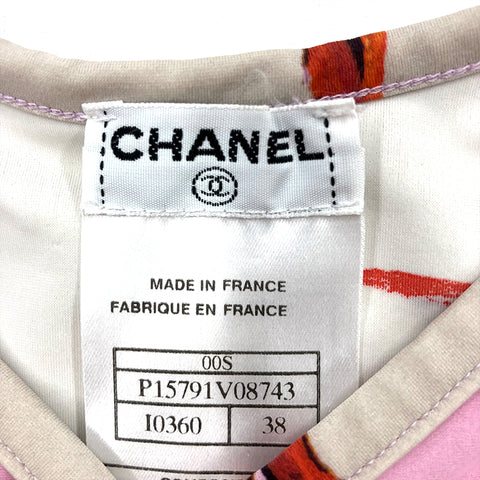 CHANEL
MADE IN FRANCE
FABRIQUE EN FRANCE
00S
P15791V08743
I0360 38